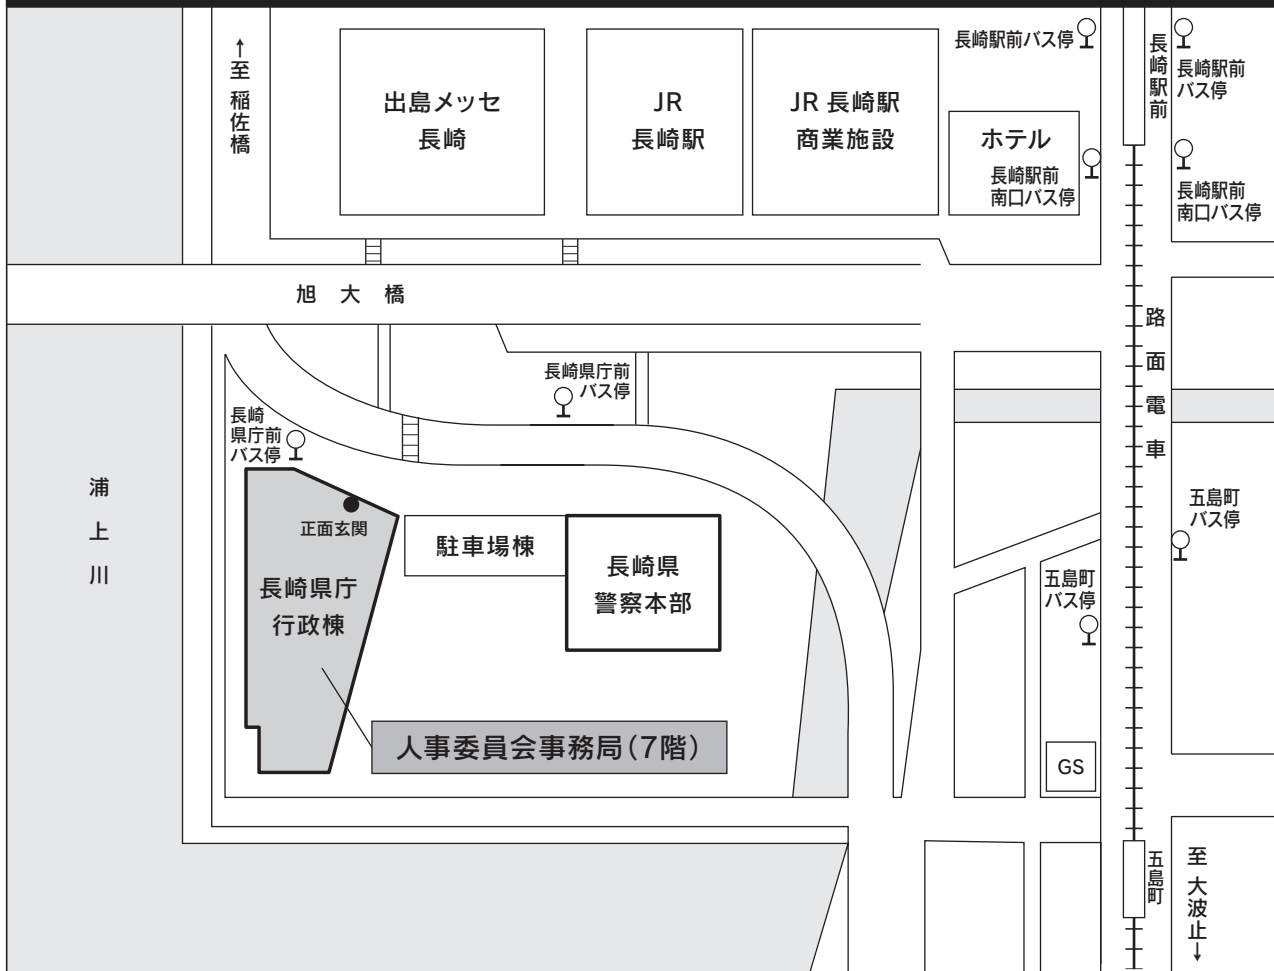 ↑至 稲佐橋
出島メッセ
長崎
JR
長崎駅
JR 長崎駅
商業施設
長崎駅前バス停
ホテル
長崎駅前
南口バス停
長崎駅前
長崎駅前
バス停
長崎駅前
南口バス停
旭大橋
路面電車
長崎県庁前
バス停
長崎
県庁前
バス停
浦上川
正面玄関
駐車場棟
長崎県
警察本部
長崎県庁
行政棟
五島町
バス停
五島町
バス停
人事委員会事務局(7階)
GS
五島町
至 大波止↓